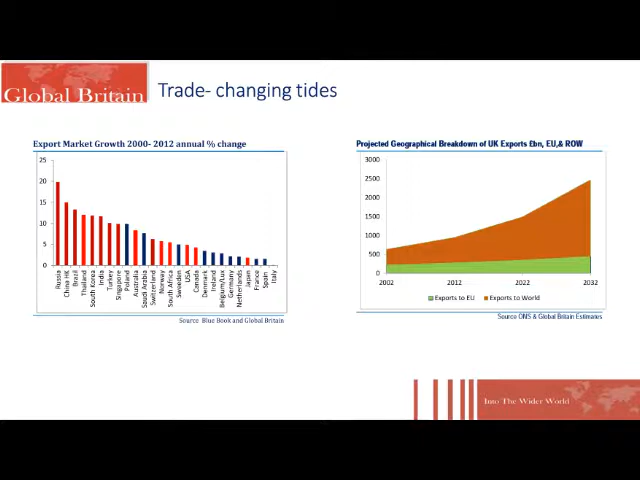 Global Britain
Trade- changing tides
Export Market Growth 2000- 2012 annual % change
25
20
15
10
5
0
Russia
China HK
Brazil
Thailand
South Korea
India
Turkey
Singapore
Poland
Australia
Saudi Arabia
Switzerland
Norway
South Africa
Sweeden
USA
Canada
Denmark
Ireland
Belgium/Lux
Germany
Netherlands
Japan
France
Spain
Italy
Source Blue Book and Global Britain
Projected Geographical Breakdown of UK Exports £bn, EU,& ROW
3000
2500
2000
1500
1000
500
0
2002 2012 2022 2032
Exports to EU Exports to World
Source ONS & Global Britain Estimates
Into The Wider World